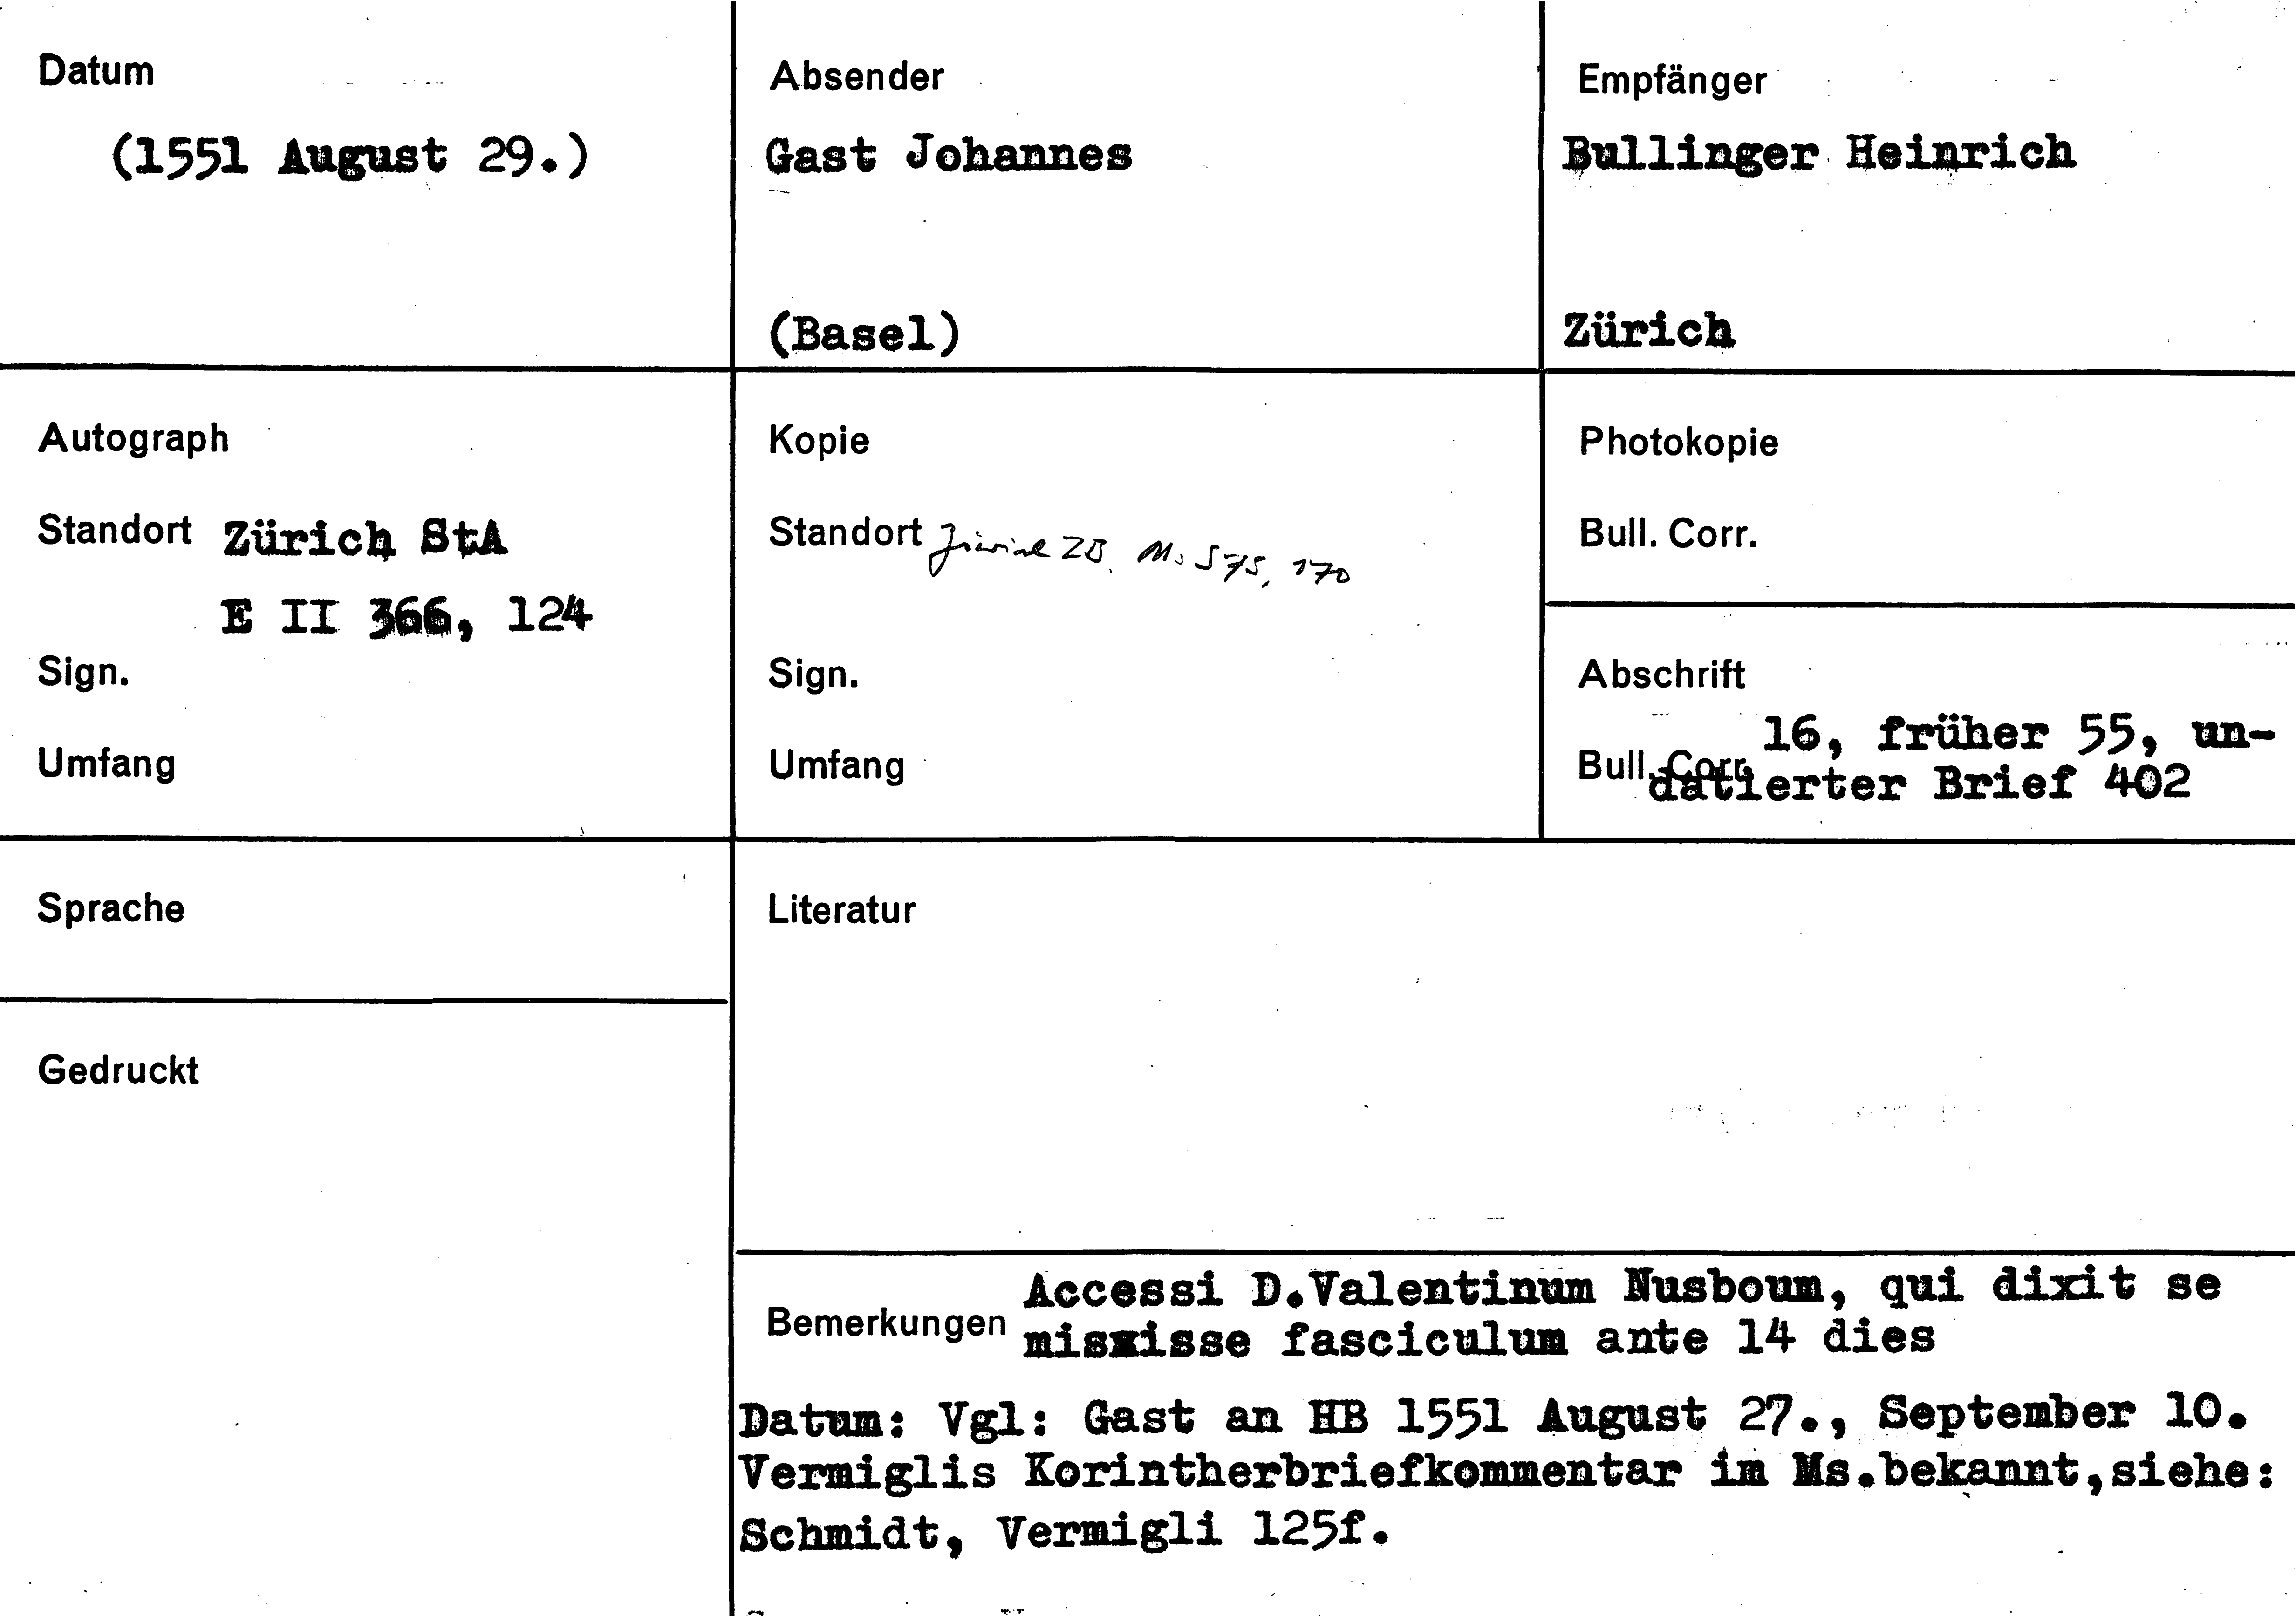 Datum
(1551 August 29.)
Absender
Gast Johannes
(Basel)
Empfänger
Bullinger Heinrich
Zürich
Autograph
Standort Zürich StA
E II 366, 124
Sign.
Umfang
Kopie
Standort Zürich ZB, Ms S 75, 170
Sign.
Umfang
Photokopie
Bull. Corr.
Abschrift
16, früher 55, un-
Bull. Corr. datierter Brief 402
Sprache
Literatur
Gedruckt
Accessi D.Valentinum Nusboum, qui dixit se
Bemerkungen mississe fasciculum ante 14 dies
Datum: Vgl: Gast an HB 1551 August 27., September 10.
Vermiglis Korintherbriefkommentar im Ms.bekannt,siehe:
Schmidt, Vermigli 125f.